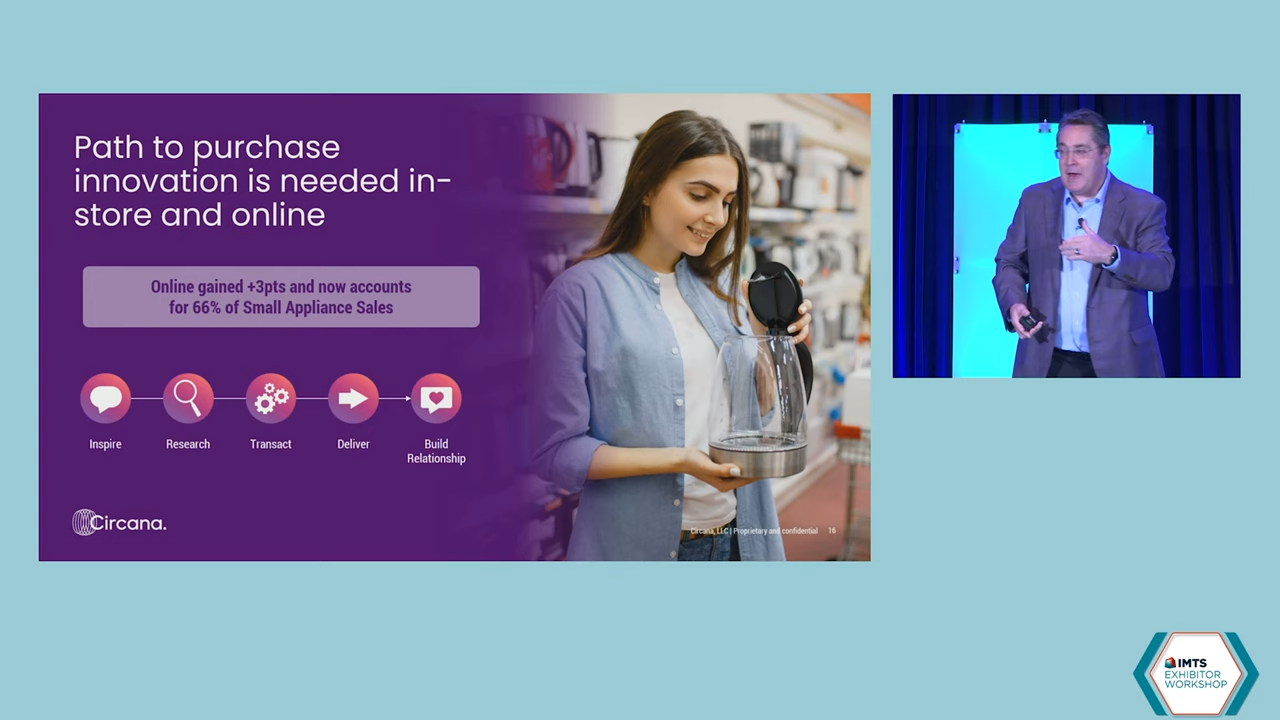 Path to purchase
innovation is needed in-
store and online
Online gained +3pts and now accounts
for 66% of Small Appliance Sales
Inspire
Research
Transact
Deliver
Build
Relationship
Circana.
Circana, LLC | Proprietary and confidential 16
IMTS
EXHIBITOR
WORKSHOP